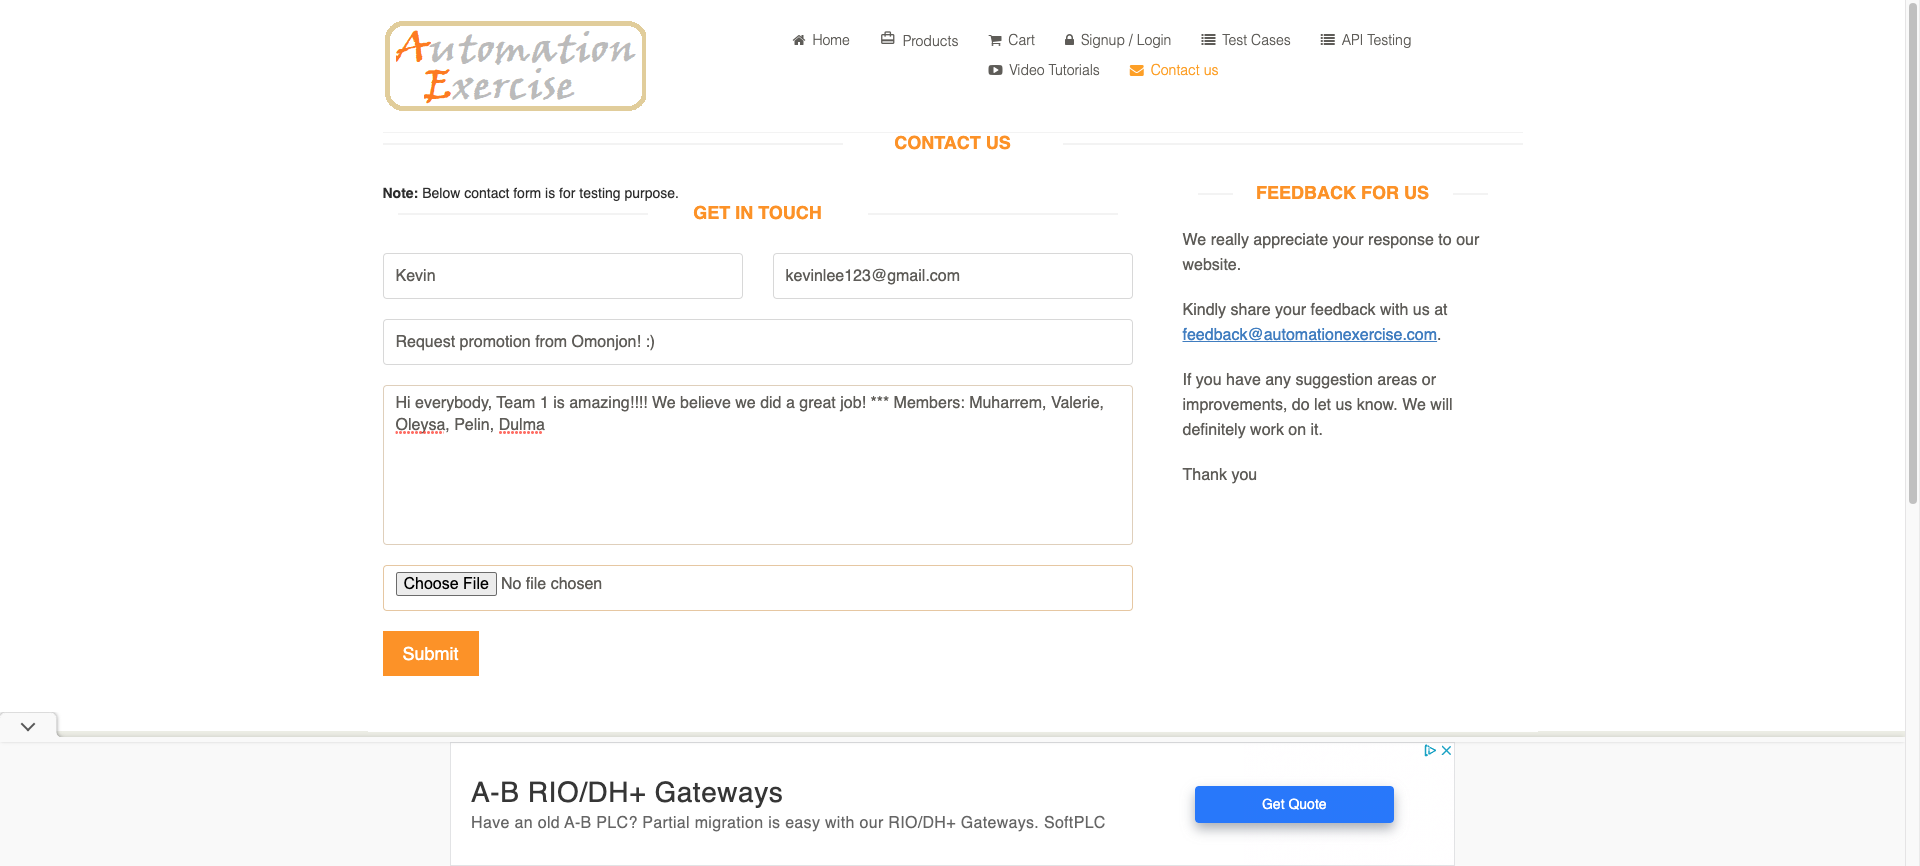 Automation
Exercise
Home
Products
Cart
Signup / Login
Test Cases
API Testing
Video Tutorials
Contact us
CONTACT US
Note: Below contact form is for testing purpose.
GET IN TOUCH
Kevin
kevinlee123@gmail.com
Request promotion from Omonjon! :)
Hi everybody, Team 1 is amazing!!!! We believe we did a great job! *** Members: Muharrem, Valerie,
Oleysa, Pelin, Dulma
Choose File No file chosen
Submit
FEEDBACK FOR US
We really appreciate your response to our
website.
Kindly share your feedback with us at
feedback@automationexercise.com.
If you have any suggestion areas or
improvements, do let us know. We will
definitely work on it.
Thank you
A-B RIO/DH+ Gateways
Have an old A-B PLC? Partial migration is easy with our RIO/DH+ Gateways. SoftPLC
Get Quote